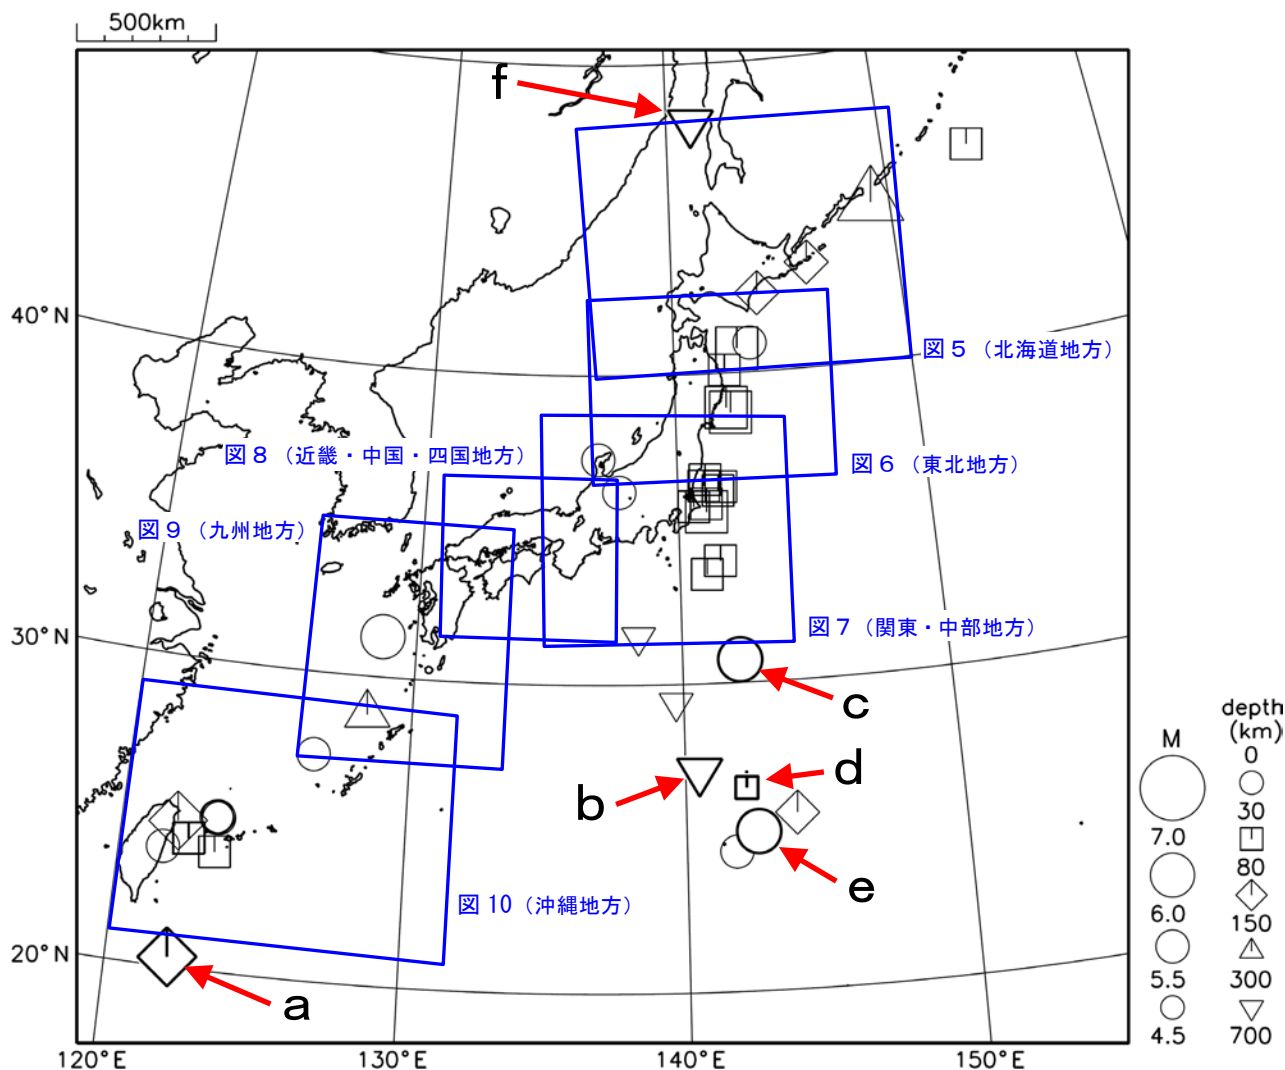 500km
f
40°N
図5（北海道地方）
図8（近畿・中国・四国地方）
図6（東北地方）
図9（九州地方）
30°N
図7（関東・中部地方）
c
depth
(km)
M
0
d
b
30
7.0
80
e
図10（沖縄地方）
6.0
150
20°N
a
5.5
300
4.5
700
120°E
130°E
140°E
150°E